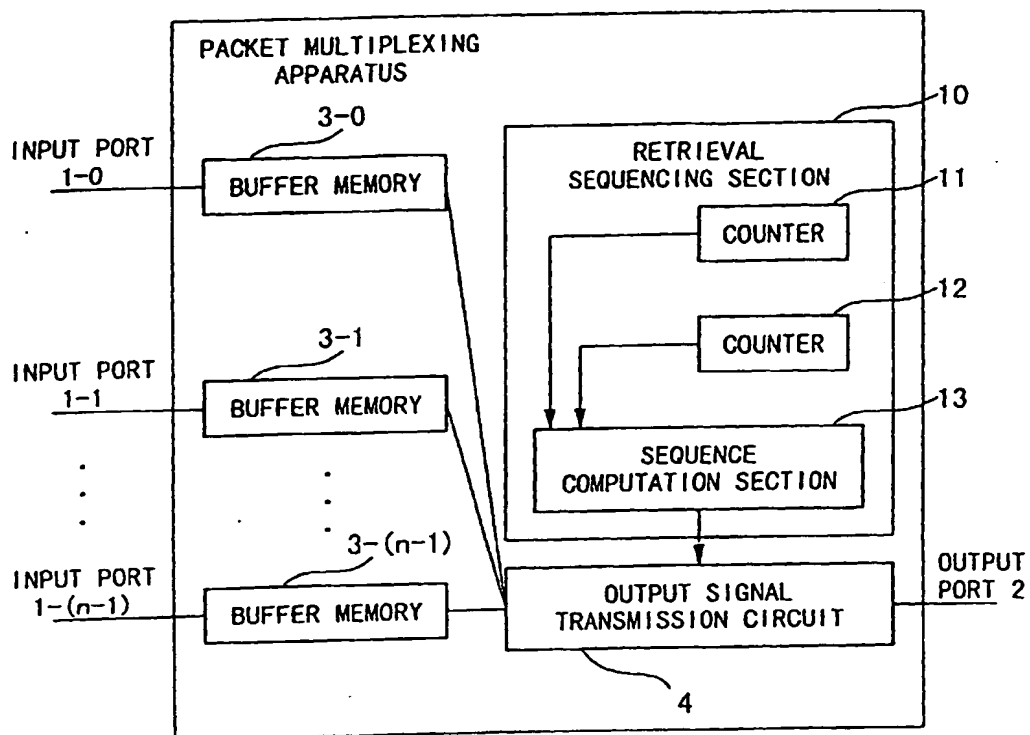 PACKET MULTIPLEXING
APPARATUS
10
3-0
INPUT PORT
1-0
BUFFER MEMORY
RETRIEVAL
SEQUENCING SECTION
11
COUNTER
12
COUNTER
3-1
INPUT PORT
1-1
BUFFER MEMORY
13
SEQUENCE
COMPUTATION SECTION
3-(n-1)
INPUT PORT
1-(n-1)
BUFFER MEMORY
OUTPUT SIGNAL
TRANSMISSION CIRCUIT
OUTPUT
PORT 2
4